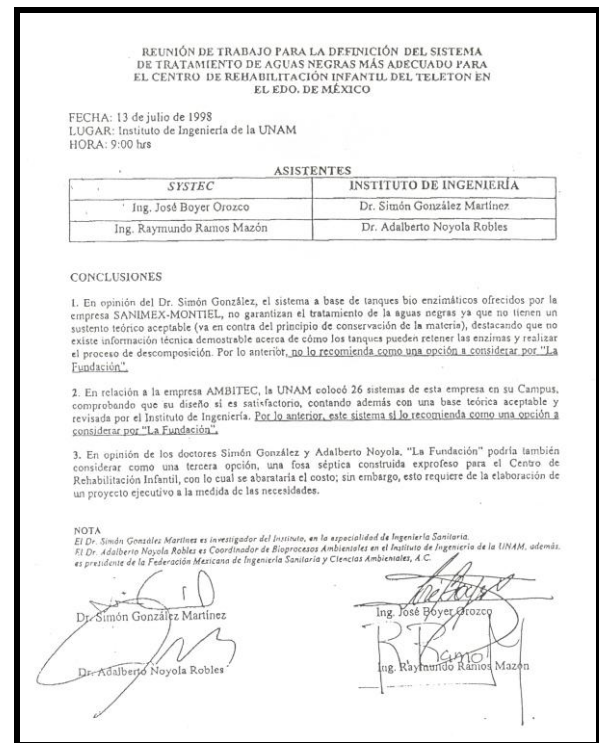 REUNIÓN DE TRABAJO PARA LA DEFINICIÓN DEL SISTEMA
DE TRATAMIENTO DE AGUAS NEGRAS MÁS ADECUADO PARA
EL CENTRO DE REHABILITACIÓN INFANTIL DEL TELETON EN
EL EDO. DE MÉXICO
FECHA: 13 de julio de 1998
LUGAR: Instituto de Ingeniería de la UNAM
HORA: 9:00 hrs
ASISTENTES
SYSTEC INSTITUTO DE INGENIERÍA
Ing. José Boyer Orozco Dr. Simón González Martínez
Ing. Raymundo Ramos Mazón Dr. Adalberto Noyola Robles
CONCLUSIONES
1. En opinión del Dr. Simón González, el sistema a base de tanques bio enzimáticos ofrecidos por la
empresa SANIMEX-MONTIEL, no garantizan el tratamiento de la aguas negras ya que no tienen un
sustento teórico aceptable (va en contra del principio de conservación de la materia), destacando que no
existe información técnica demostrable acerca de cómo los tanques pueden retener las enzimas y realizar
el proceso de descomposición. Por lo anterior, no lo recomienda como una opción a considerar por "La
Fundación".
2. En relación a la empresa AMBITEC, la UNAM colocó 26 sistemas de esta empresa en su Campus,
comprobando que su diseño si es satisfactorio, contando además con una base teórica aceptable y
revisada por el Instituto de Ingeniería. Por lo anterior, este sistema si lo recomienda como una opción a
considerar por "La Fundación".
3. En opinión de los doctores Simón González y Adalberto Noyola, "La Fundación" podría también
considerar como una tercera opción, una fosa séptica construida exprofeso para el Centro de
Rehabilitación Infantil, con lo cual se abarataría el costo; sin embargo, esto requiere de la elaboración de
un proyecto ejecutivo a la medida de las necesidades.
NOTA
El Dr. Simón González Martínez es investigador del Instituto, en la especialidad de Ingeniería Sanitaria.
El Dr. Adalberto Noyola Robles es Coordinador de Bioprocesos Ambientales en el Instituto de Ingeniería de la UNAM, además,
es presidente de la Federación Mexicana de Ingeniería Sanitaria y Ciencias Ambientales, A.C.
Dr. Simón González Martínez Ing. José Boyer Orozco
Dr. Adalberto Noyola Robles Ing. Raymundo Ramos Mazón